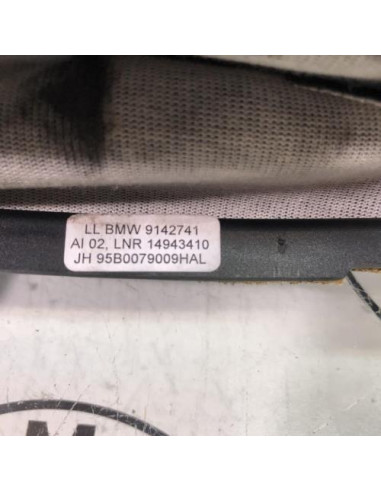 LL BMW 9142741
AI 02, LNR 14943410
JH 95B0079009HAL
M